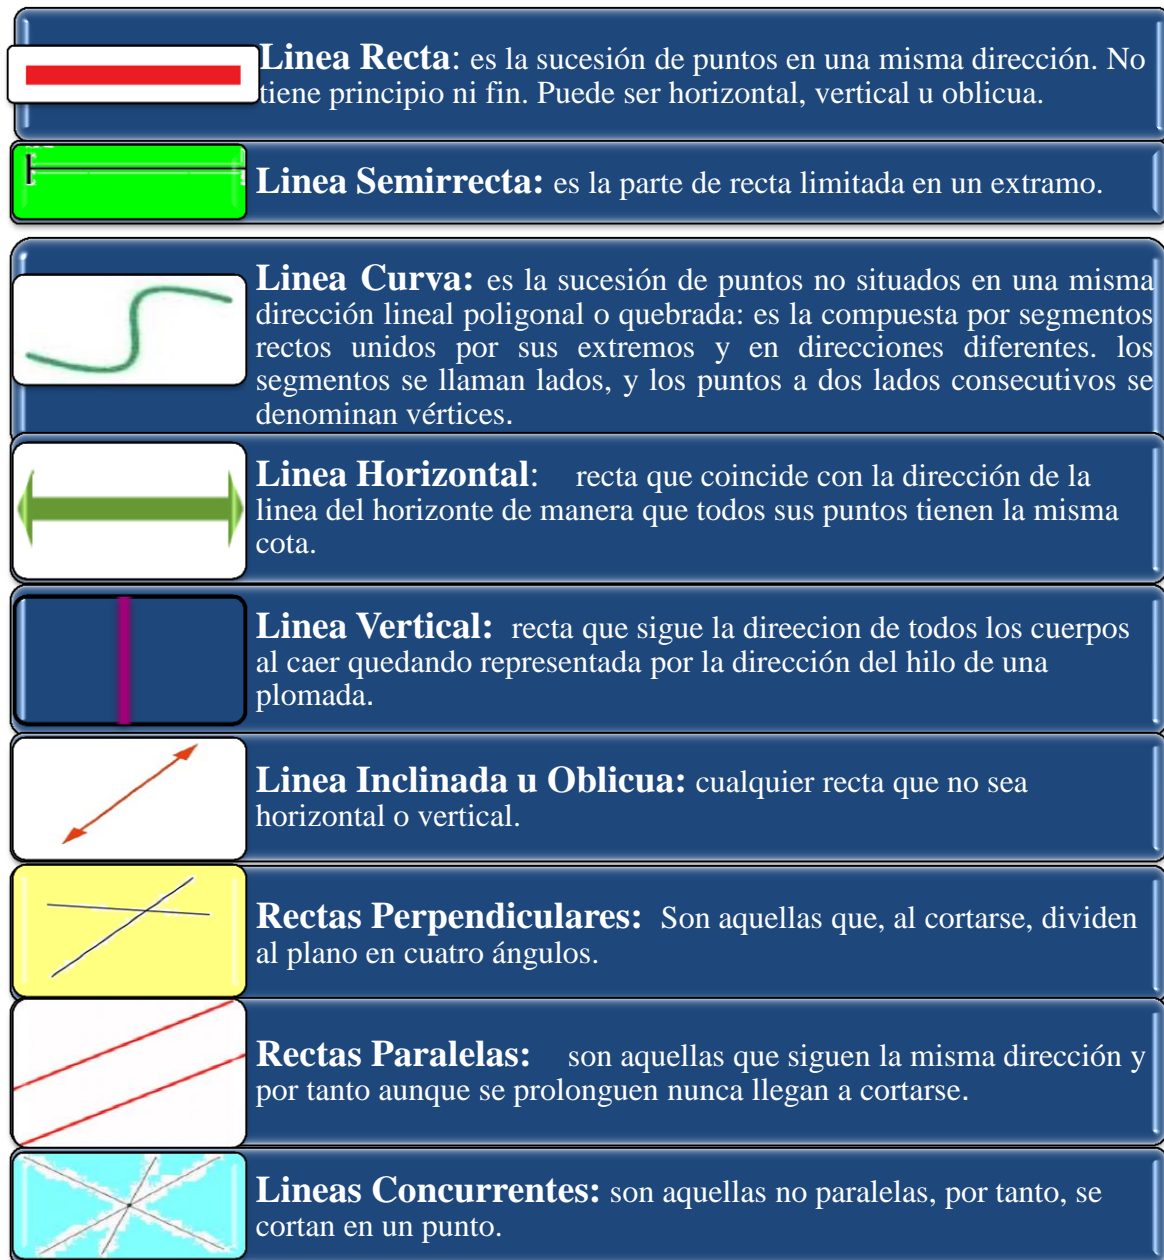 Linea Recta: es la sucesión de puntos en una misma dirección. No
tiene principio ni fin. Puede ser horizontal, vertical u oblicua.
Linea Semirrecta: es la parte de recta limitada en un extramo.
Linea Curva: es la sucesión de puntos no situados en una misma
dirección lineal poligonal o quebrada: es la compuesta por segmentos
rectos unidos por sus extremos y en direcciones diferentes. los
segmentos se llaman lados, y los puntos a dos lados consecutivos se
denominan vértices.
Linea Horizontal: recta que coincide con la dirección de la
linea del horizonte de manera que todos sus puntos tienen la misma
cota.
Linea Vertical: recta que sigue la direecion de todos los cuerpos
al caer quedando representada por la dirección del hilo de una
plomada.
Linea Inclinada u Oblicua: cualquier recta que no sea
horizontal o vertical.
Rectas Perpendiculares: Son aquellas que, al cortarse, dividen
al plano en cuatro ángulos.
Rectas Paralelas: son aquellas que siguen la misma dirección y
por tanto aunque se prolonguen nunca llegan a cortarse.
Lineas Concurrentes: son aquellas no paralelas, por tanto, se
cortan en un punto.